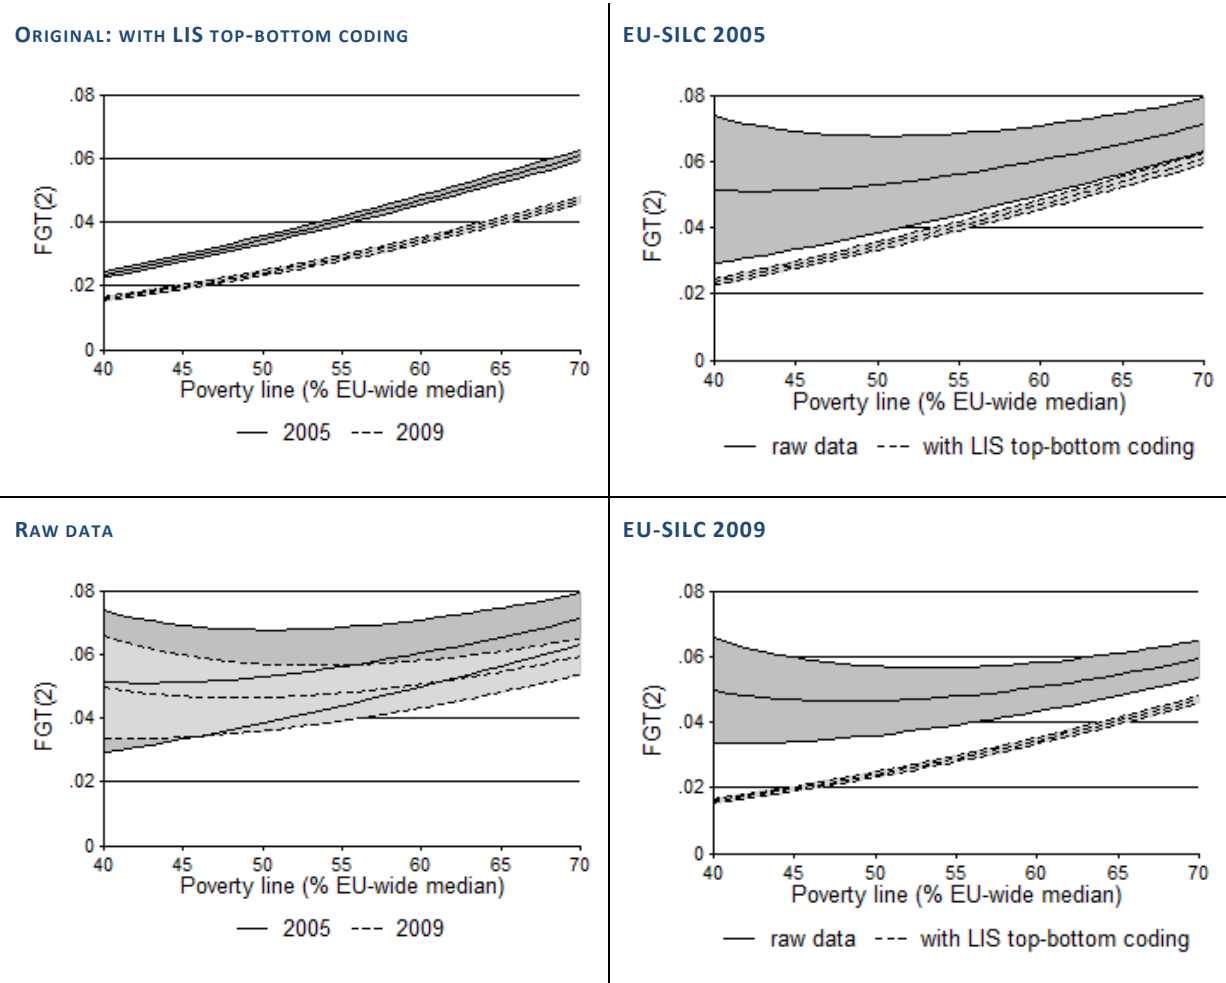 ORIGINAL: WITH LIS TOP-BOTTOM CODING
.08
.06
.04
.02
0
FGT(2)
40 45 50 55 60 65 70
Poverty line (% EU-wide median)
2005 2009
EU-SILC 2005
.08
.06
.04
.02
0
FGT(2)
40 45 50 55 60 65 70
Poverty line (% EU-wide median)
raw data with LIS top-bottom coding
RAW DATA
.08
.06
.04
.02
0
FGT(2)
40 45 50 55 60 65 70
Poverty line (% EU-wide median)
2005 2009
EU-SILC 2009
.08
.06
.04
.02
0
FGT(2)
40 45 50 55 60 65 70
Poverty line (% EU-wide median)
raw data with LIS top-bottom coding